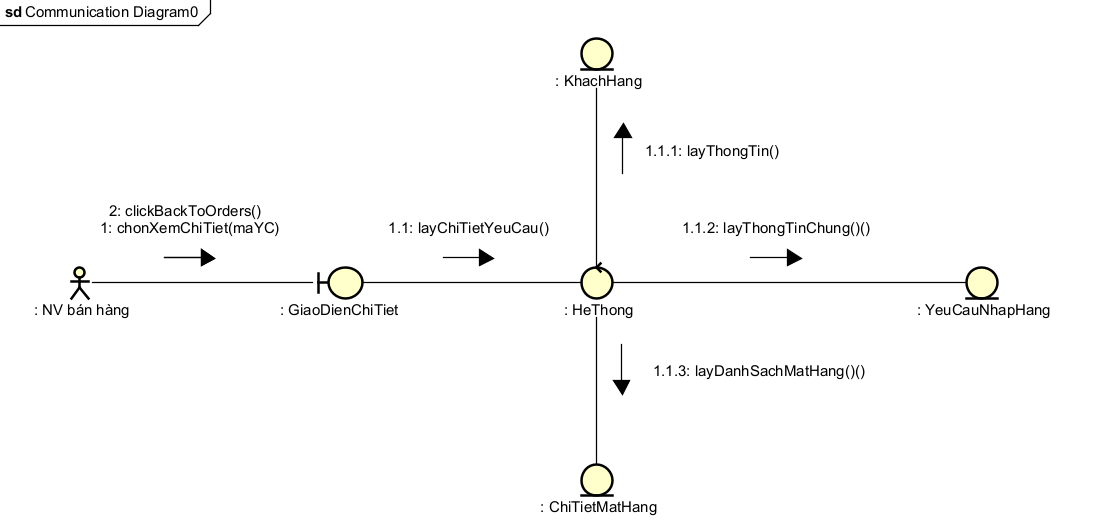 sd Communication Diagram0
: KhachHang
1.1.1: layThongTin()
2: clickBackToOrders()
1: chonXemChiTiet(maYC)
1.1: layChiTietYeuCau()
1.1.2: layThongTinChung()()
: NV bán hàng
: GiaoDienChiTiet
: HeThong
: YeuCauNhapHang
1.1.3: layDanhSachMatHang()()
: ChiTietMatHang